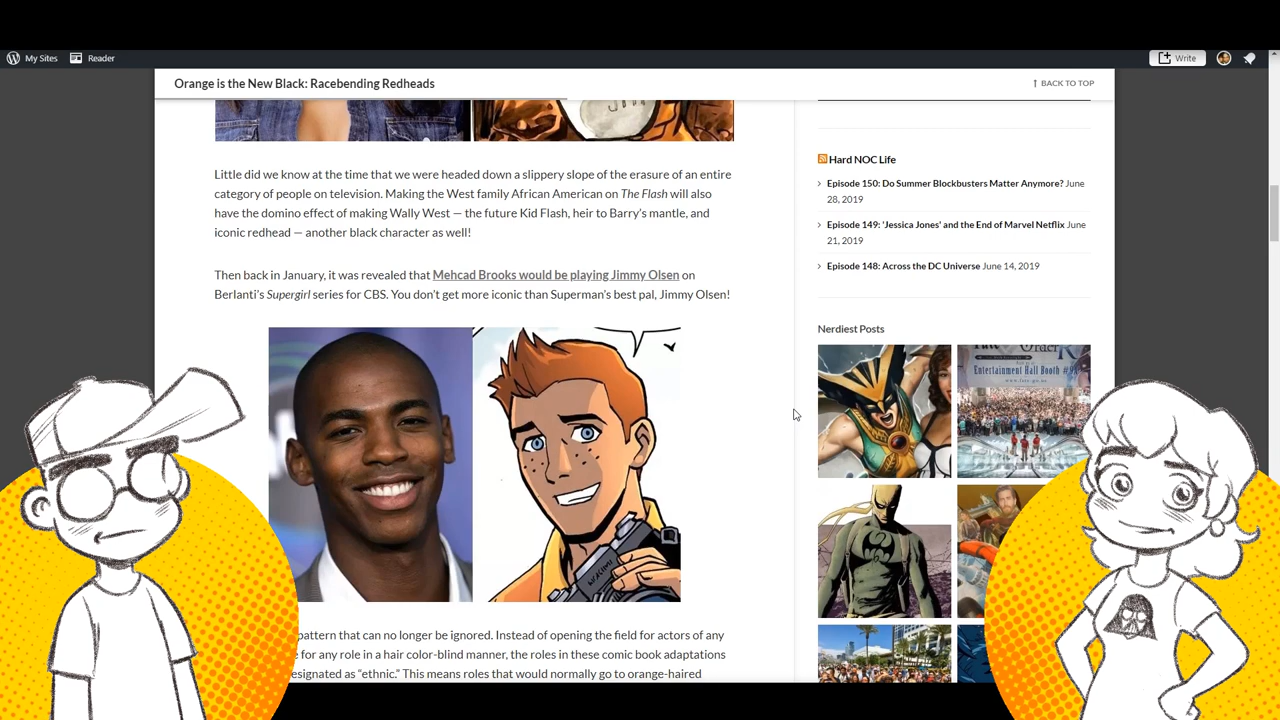 My Sites
Reader
Write
Orange is the New Black: Racebending Redheads
BACK TO TOP
Little did we know at the time that we were headed down a slippery slope of the erasure of an entire
category of people on television. Making the West family African American on The Flash will also
have the domino effect of making Wally West — the future Kid Flash, heir to Barry's mantle, and
iconic redhead — another black character as well!
Then back in January, it was revealed that Mehcad Brooks would be playing Jimmy Olsen on
Berlanti's Supergirl series for CBS. You don't get more iconic than Superman's best pal, Jimmy Olsen!
pattern that can no longer be ignored. Instead of opening the field for actors of any
for any role in a hair color-blind manner, the roles in these comic book adaptations
esignated as “ethnic.” This means roles that would normally go to orange-haired
Hard NOC Life
Episode 150: Do Summer Blockbusters Matter Anymore? June
28, 2019
Episode 149: 'Jessica Jones' and the End of Marvel Netflix June
21, 2019
Episode 148: Across the DC Universe June 14, 2019
Nerdiest Posts
Entertainment Hall Booth